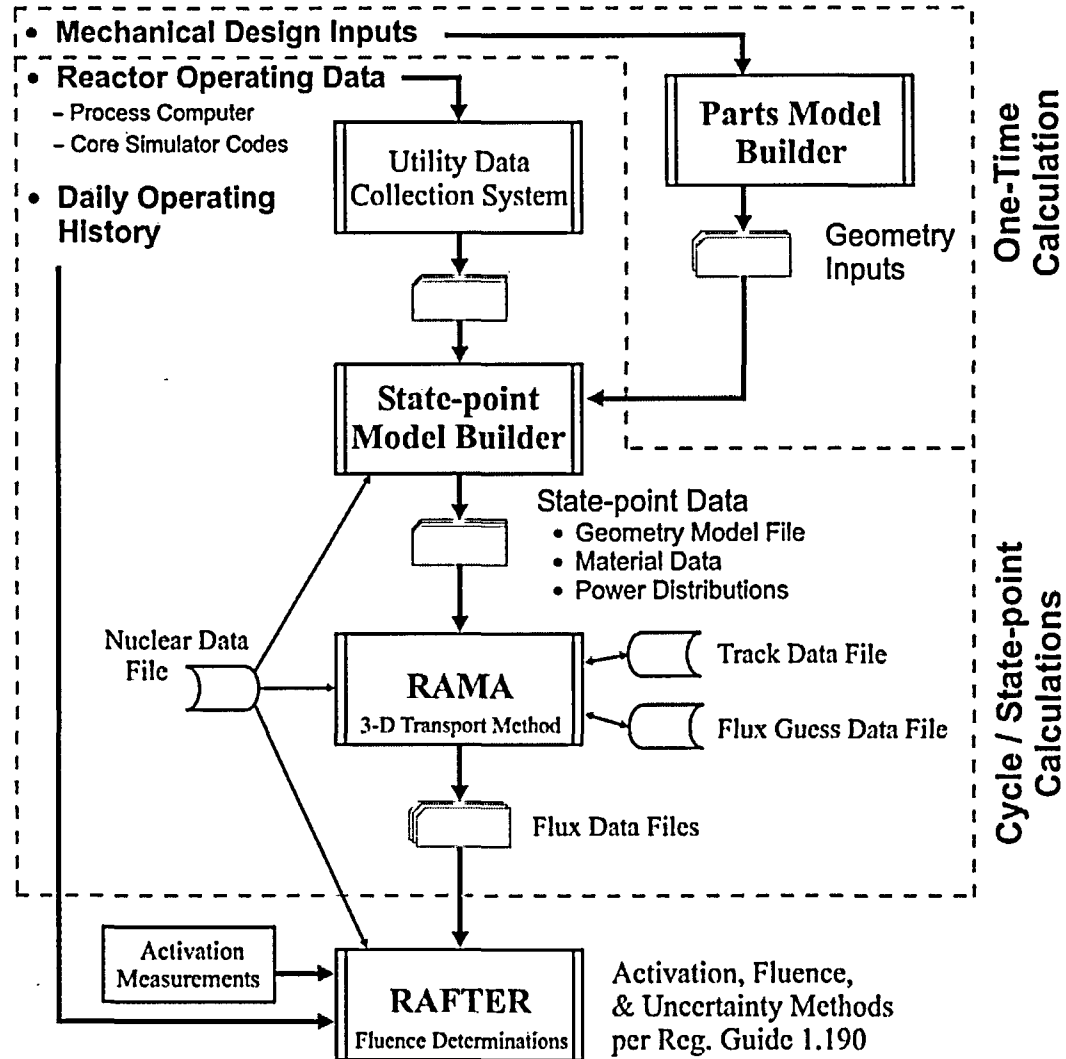 • Mechanical Design Inputs
• Reactor Operating Data
– Process Computer
– Core Simulator Codes
• Daily Operating
History
Utility Data
Collection System
Parts Model
Builder
Geometry
Inputs
One-Time
Calculation
State-point
Model Builder
State-point Data
• Geometry Model File
• Material Data
• Power Distributions
Nuclear Data
File
RAMA
3-D Transport Method
Track Data File
Flux Guess Data File
Flux Data Files
Cycle / State-point
Calculations
Activation
Measurements
RAFTER
Fluence Determinations
Activation, Fluence,
& Uncertainty Methods
per Reg. Guide 1.190